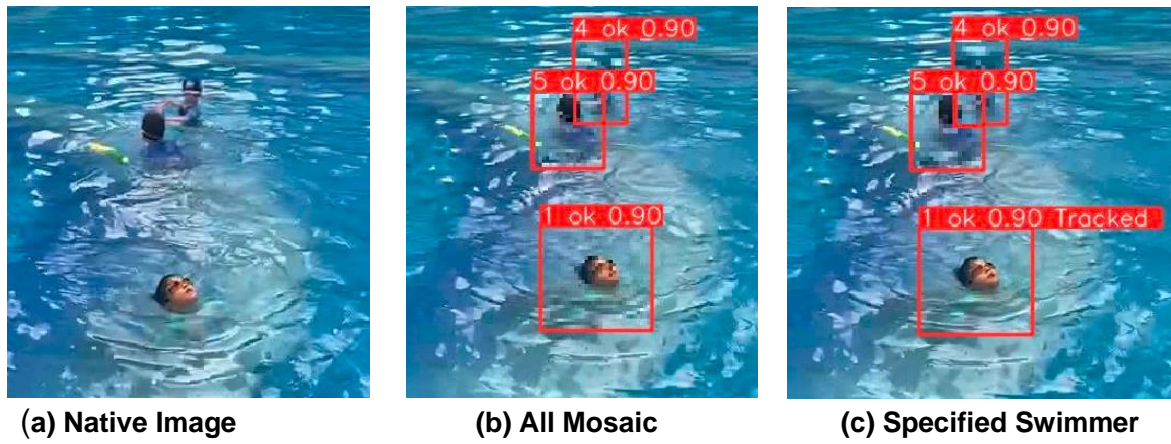 4 ok 0.90
5 ok 0.90
1 ok 0.90
4 ok 0.90
5 ok 0.90
1 ok 0.90 Tracked
(a) Native Image
(b) All Mosaic
(c) Specified Swimmer